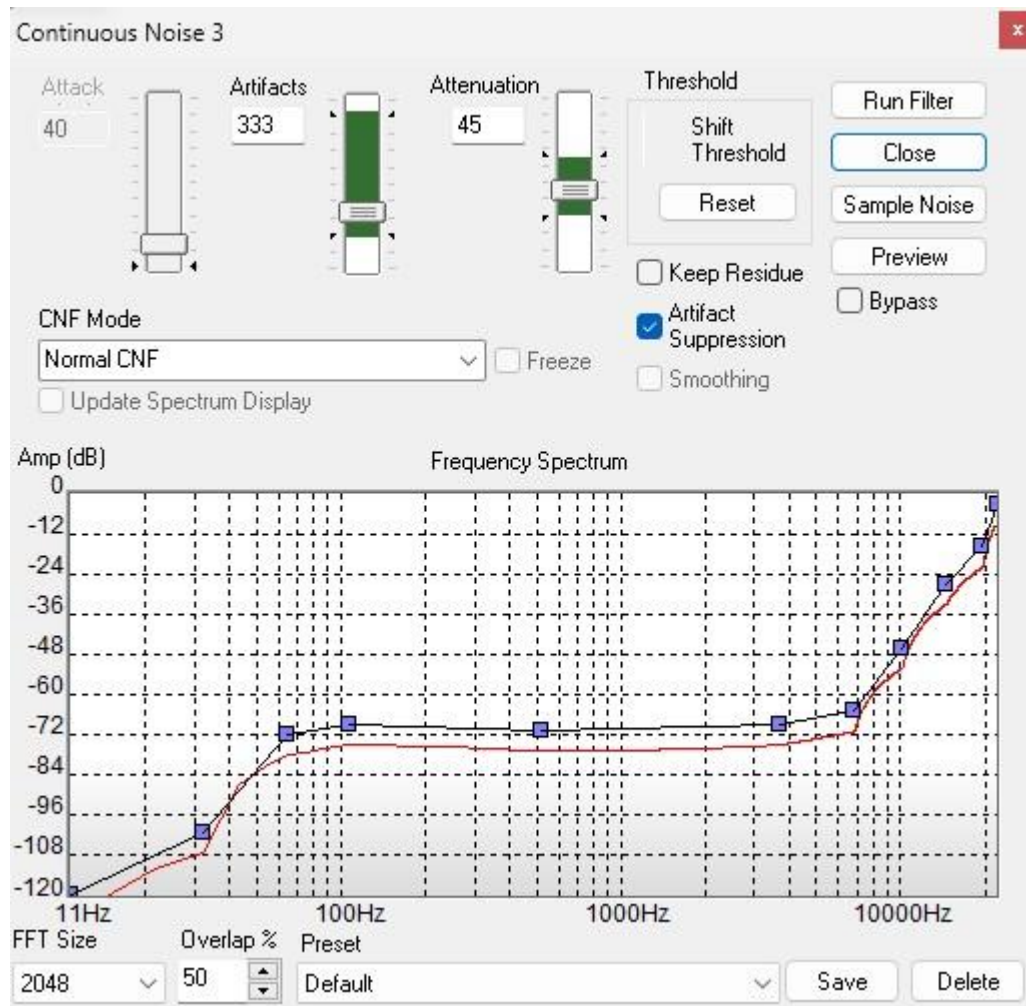 Continuous Noise 3
x
Attack
40
Artifacts
333
Attenuation
45
Threshold
Shift
Threshold
Reset
Run Filter
Close
Sample Noise
Preview
Bypass
Keep Residue
Artifact
Suppression
Smoothing
CNF Mode
Normal CNF
Freeze
Update Spectrum Display
Amp (dB)
Frequency Spectrum
0
-12
-24
-36
-48
-60
-72
-84
-96
-108
-120
11Hz 100Hz 1000Hz 10000Hz
FFT Size Overlap % Preset
2048 50 Default Save Delete